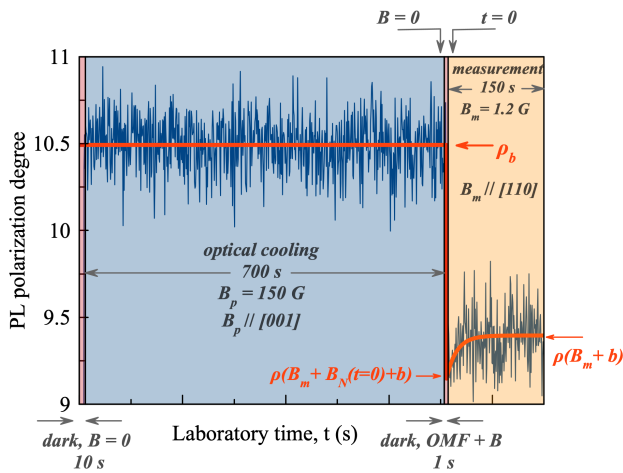 B = 0
t = 0
11
10.5
10
9.5
9
PL polarization degree
measurement
150 s
B_m = 1.2 G
ρ_b
B_m // [110]
optical cooling
700 s
B_p = 150 G
B_p // [001]
ρ(B_m + B_N(t=0)+b)
ρ(B_m + b)
dark, B = 0
10 s
Laboratory time, t (s)
dark, OMF + B
1 s